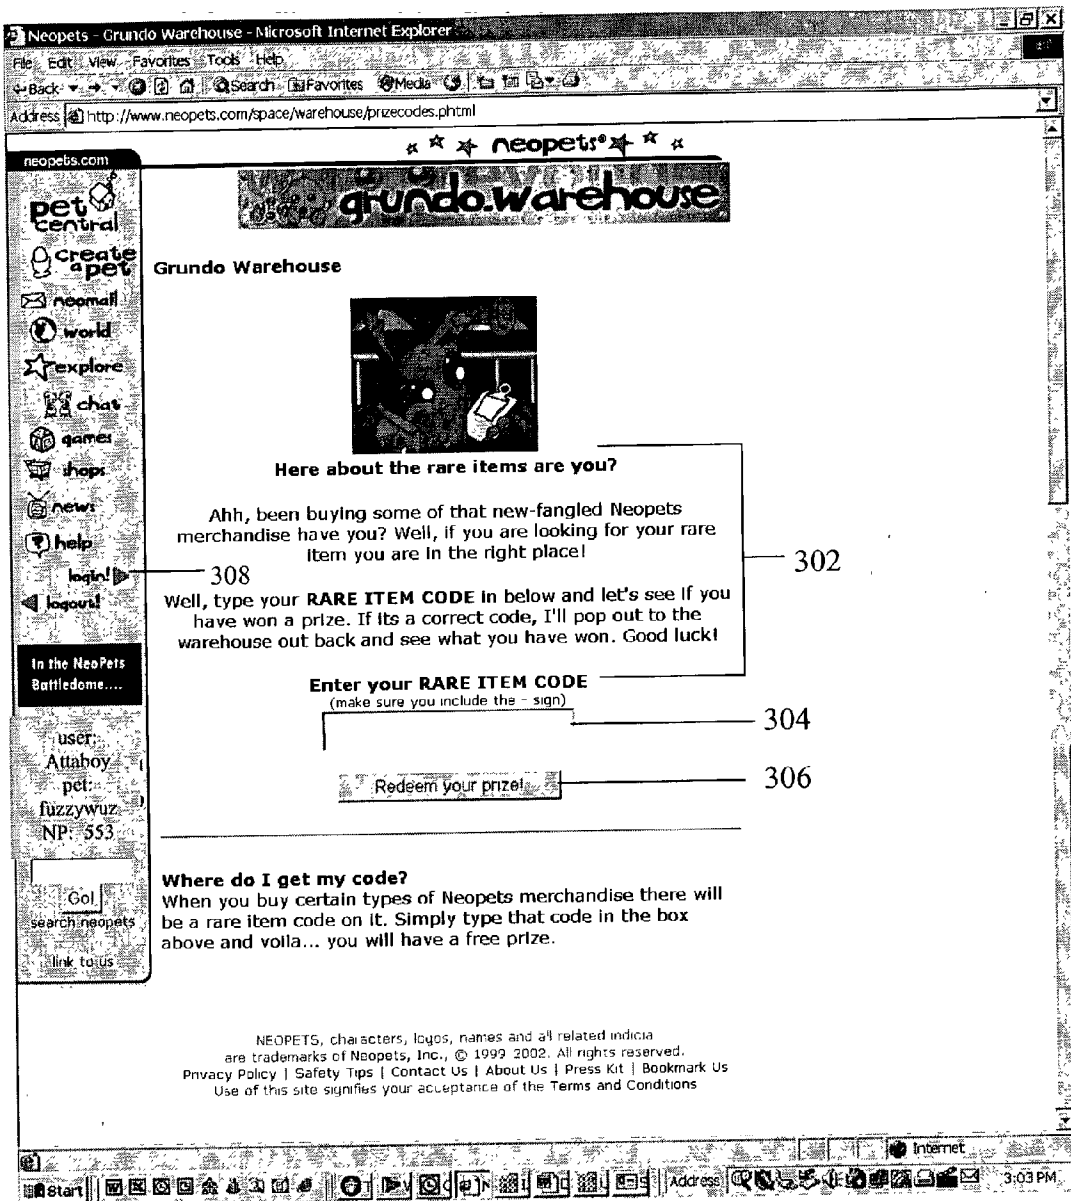 Neopets - Grundo Warehouse - Microsoft Internet Explorer
File Edit View Favorites Tools Help
Back Search Favorites Media
Address http://www.neopets.com/space/warehouse/prizecodes.phtml
neopets®
neopets.com
grundo.warehouse
pet central
create a pet
neomail
world
explore
chat
games
shops
news
help
login!
logout!
308
In the NeoPets
Battledome....
user:
Attaboy
pet:
fuzzywuz
NP: 553
Go!
search neopets
link to us
Grundo Warehouse
Here about the rare items are you?
Ahh, been buying some of that new-fangled Neopets
merchandise have you? Well, if you are looking for your rare
item you are in the right place!
302
Well, type your RARE ITEM CODE in below and let's see if you
have won a prize. If its a correct code, I'll pop out to the
warehouse out back and see what you have won. Good luck!
Enter your RARE ITEM CODE
(make sure you include the - sign)
304
Redeem your prize!
306
Where do I get my code?
When you buy certain types of Neopets merchandise there will
be a rare item code on it. Simply type that code in the box
above and voila... you will have a free prize.
NEOPETS, characters, logos, names and all related indicia
are trademarks of Neopets, Inc., © 1999 2002. All rights reserved.
Privacy Policy | Safety Tips | Contact Us | About Us | Press Kit | Bookmark Us
Use of this site signifies your acceptance of the Terms and Conditions
Internet
Start
Address
3:03 PM